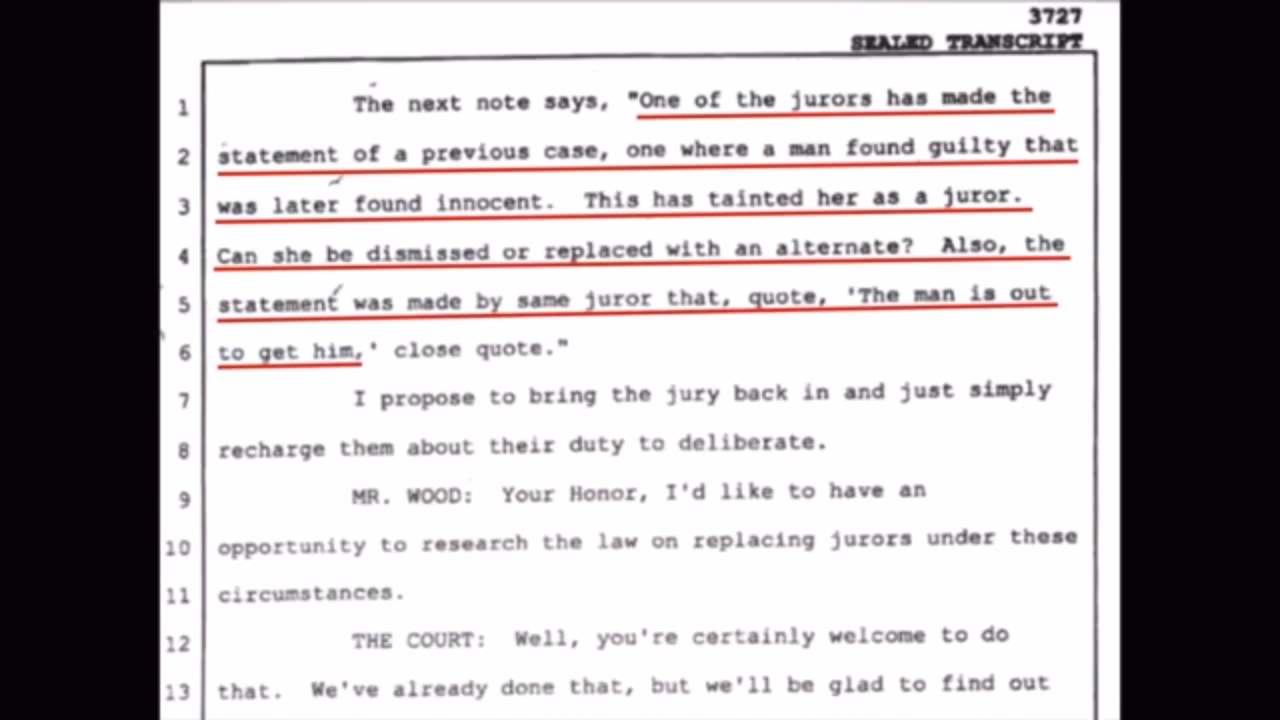 3727
SEALED TRANSCRIPT
1 The next note says, "One of the jurors has made the
2 statement of a previous case, one where a man found guilty that
3 was later found innocent. This has tainted her as a juror.
4 Can she be dismissed or replaced with an alternate? Also, the
5 statement was made by same juror that, quote, 'The man is out
6 to get him,' close quote."
7 I propose to bring the jury back in and just simply
8 recharge them about their duty to deliberate.
9 MR. WOOD: Your Honor, I'd like to have an
10 opportunity to research the law on replacing jurors under these
11 circumstances.
12 THE COURT: Well, you're certainly welcome to do
13 that. We've already done that, but we'll be glad to find out